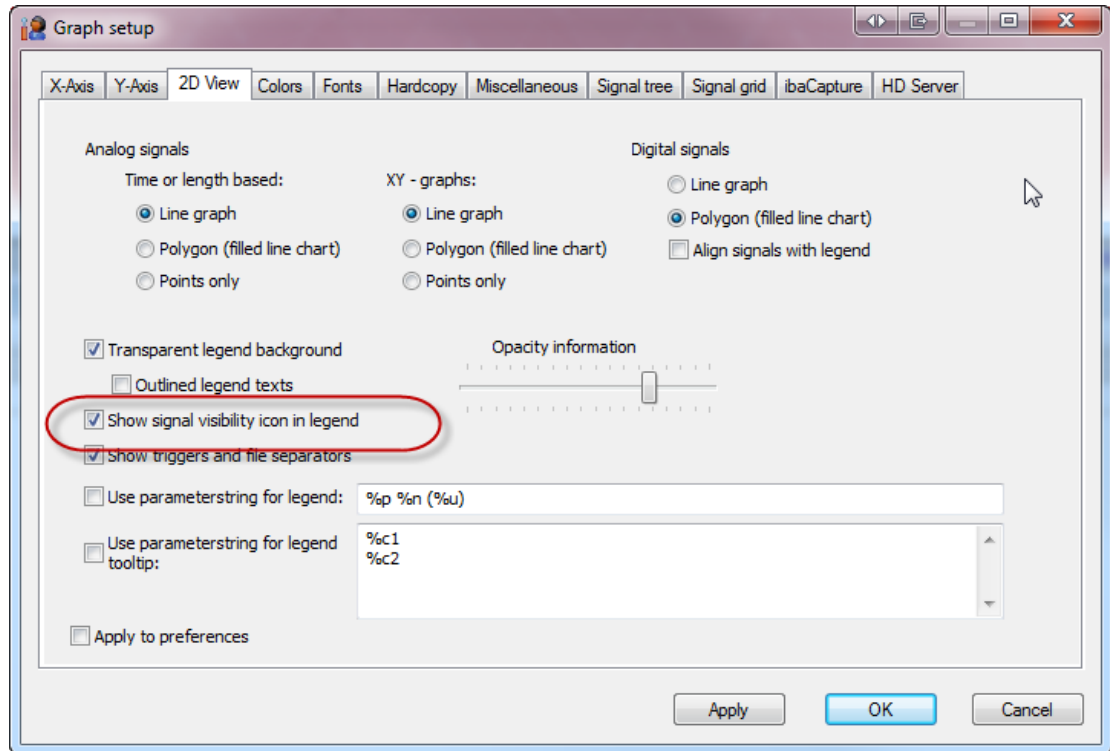 Graph setup
X-Axis Y-Axis 2D View Colors Fonts Hardcopy Miscellaneous Signal tree Signal grid ibaCapture HD Server
Analog signals
Digital signals
Time or length based:
XY - graphs:
Line graph
Line graph
Line graph
Polygon (filled line chart)
Polygon (filled line chart)
Polygon (filled line chart)
Points only
Points only
Align signals with legend
Transparent legend background
Opacity information
Outlined legend texts
Show signal visibility icon in legend
Show triggers and file separators
Use parameterstring for legend:
%p %n (%u)
Use parameterstring for legend
tooltip:
%c1
%c2
Apply to preferences
Apply
OK
Cancel